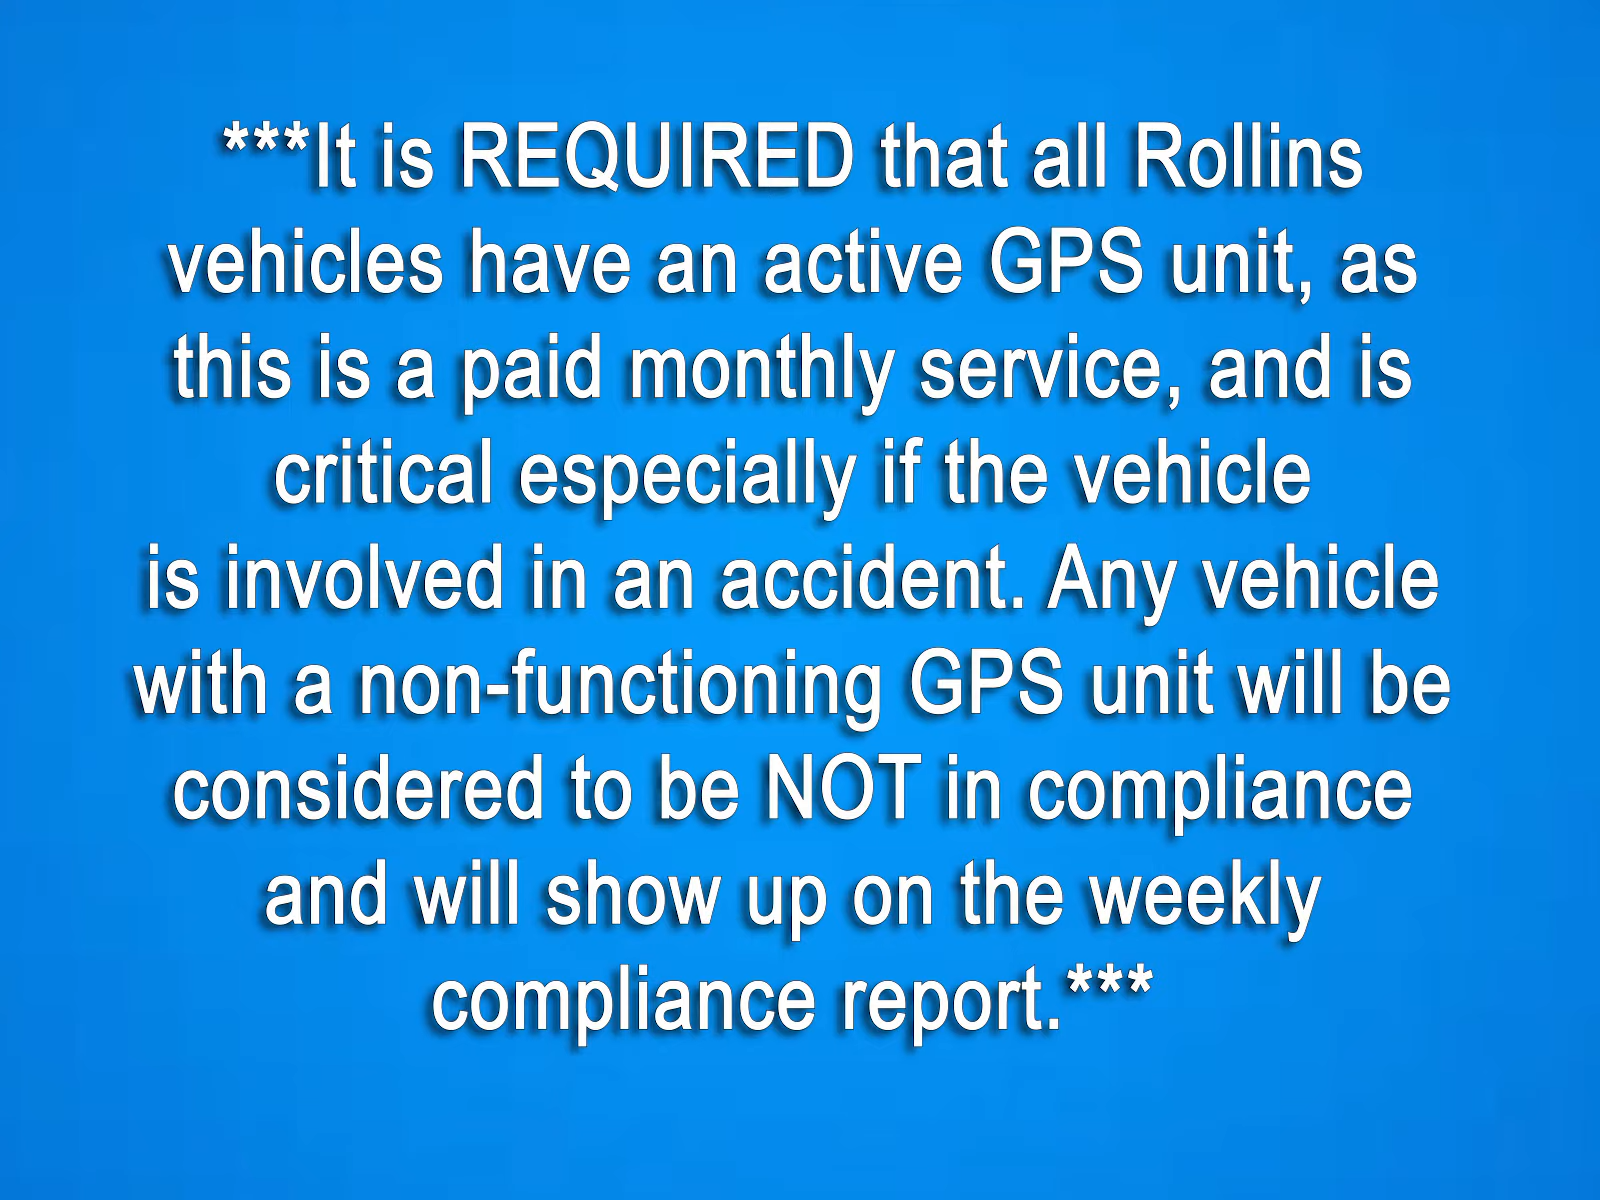 ***It is REQUIRED that all Rollins
vehicles have an active GPS unit, as
this is a paid monthly service, and is
critical especially if the vehicle
is involved in an accident. Any vehicle
with a non-functioning GPS unit will be
considered to be NOT in compliance
and will show up on the weekly
compliance report.***